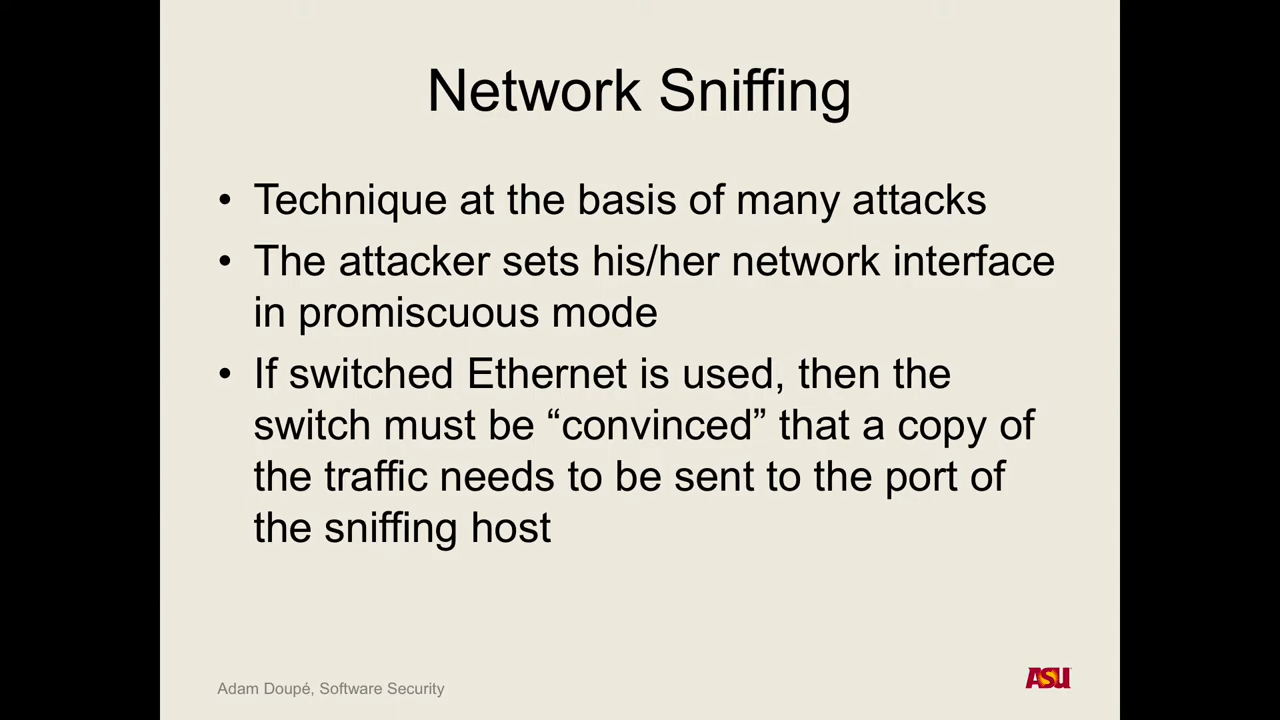 Network Sniffing
• Technique at the basis of many attacks
• The attacker sets his/her network interface
in promiscuous mode
• If switched Ethernet is used, then the
switch must be “convinced” that a copy of
the traffic needs to be sent to the port of
the sniffing host
Adam Doupé, Software Security
ASU